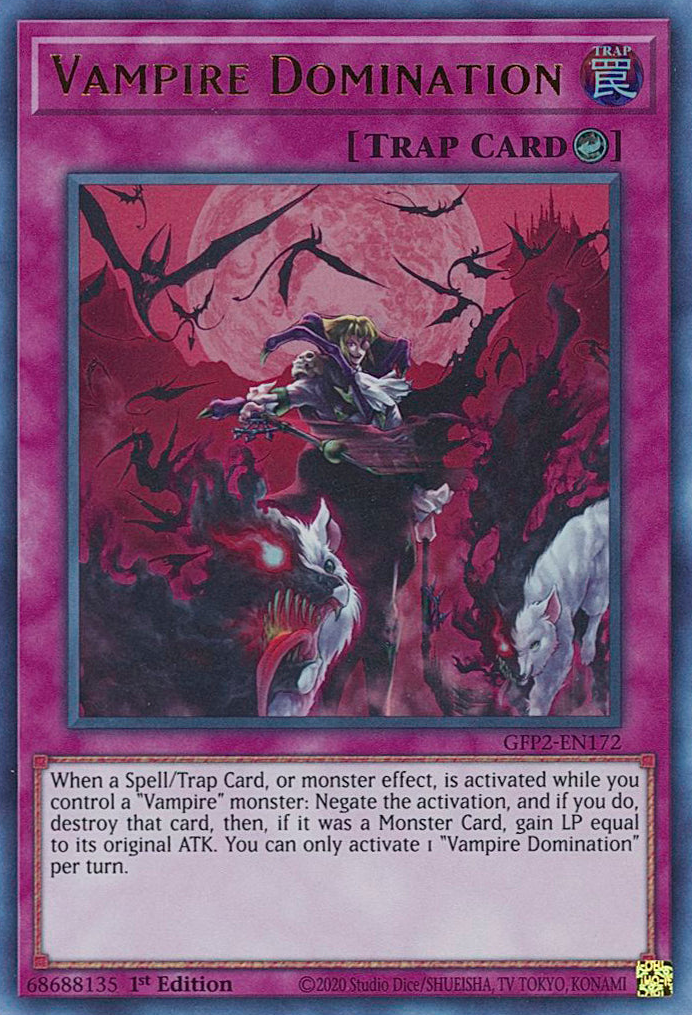 VAMPIRE DOMINATION
TRAP
罠
[TRAP CARD]
GFP2-EN172
When a Spell/Trap Card, or monster effect, is activated while you
control a "Vampire" monster: Negate the activation, and if you do,
destroy that card, then, if it was a Monster Card, gain LP equal
to its original ATK. You can only activate 1 "Vampire Domination"
per turn.
68688135 1st Edition
©2020 Studio Dice/SHUEISHA, TV TOKYO, KONAMI